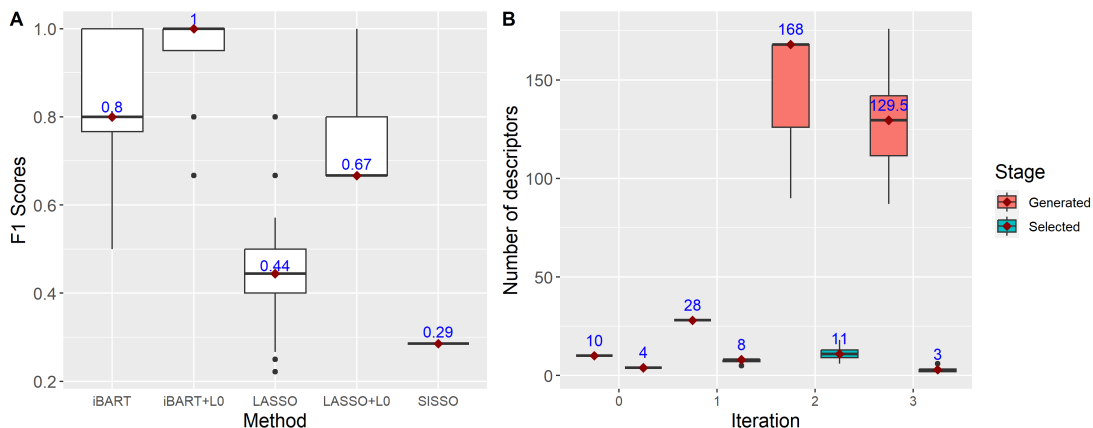 A
F1 Scores
1.0
0.8
0.6
0.4
0.2
0.8
1
0.44
0.67
0.29
iBART
iBART+L0
LASSO
LASSO+L0
SISSO
Method
B
Number of descriptors
150
100
50
0
10
4
28
8
168
11
129.5
3
0
1
2
3
Iteration
Stage
Generated
Selected